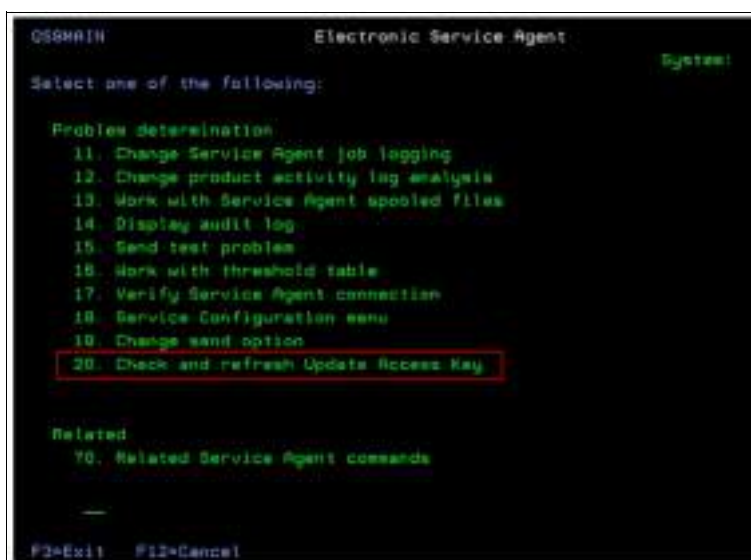 QS9MAIN Electronic Service Agent
System:
Select one of the following:
Problem determination
11. Change Service Agent job logging
12. Change product activity log analysis
13. Work with Service Agent spooled files
14. Display audit log
15. Send test problem
16. Work with threshold table
17. Verify Service Agent connection
18. Service Configuration menu
19. Change send option
20. Check and refresh Update Access Key
Related
70. Related Service Agent commands
F3=Exit F12=Cancel